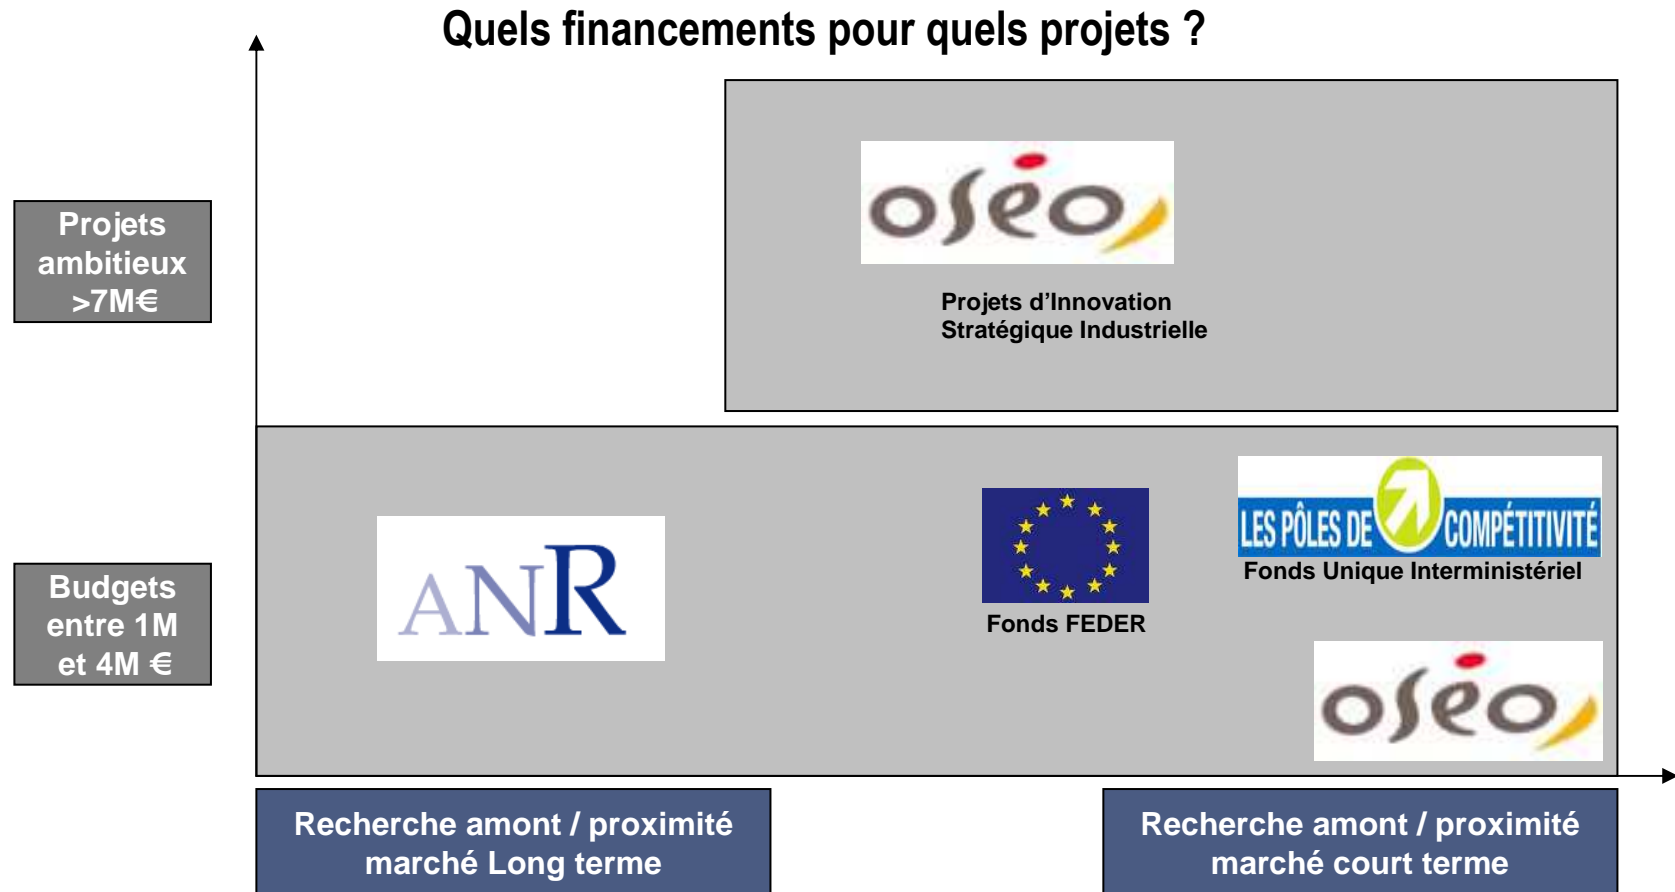 Quels financements pour quels projets ?
Projets
ambitieux
>7M€
oséo
Projets d'Innovation
Stratégique Industrielle
Budgets
entre 1M
et 4M €
ANR
Fonds FEDER
LES PÔLES DE COMPÉTITIVITÉ
Fonds Unique Interministériel
oséo
Recherche amont / proximité
marché Long terme
Recherche amont / proximité
marché court terme